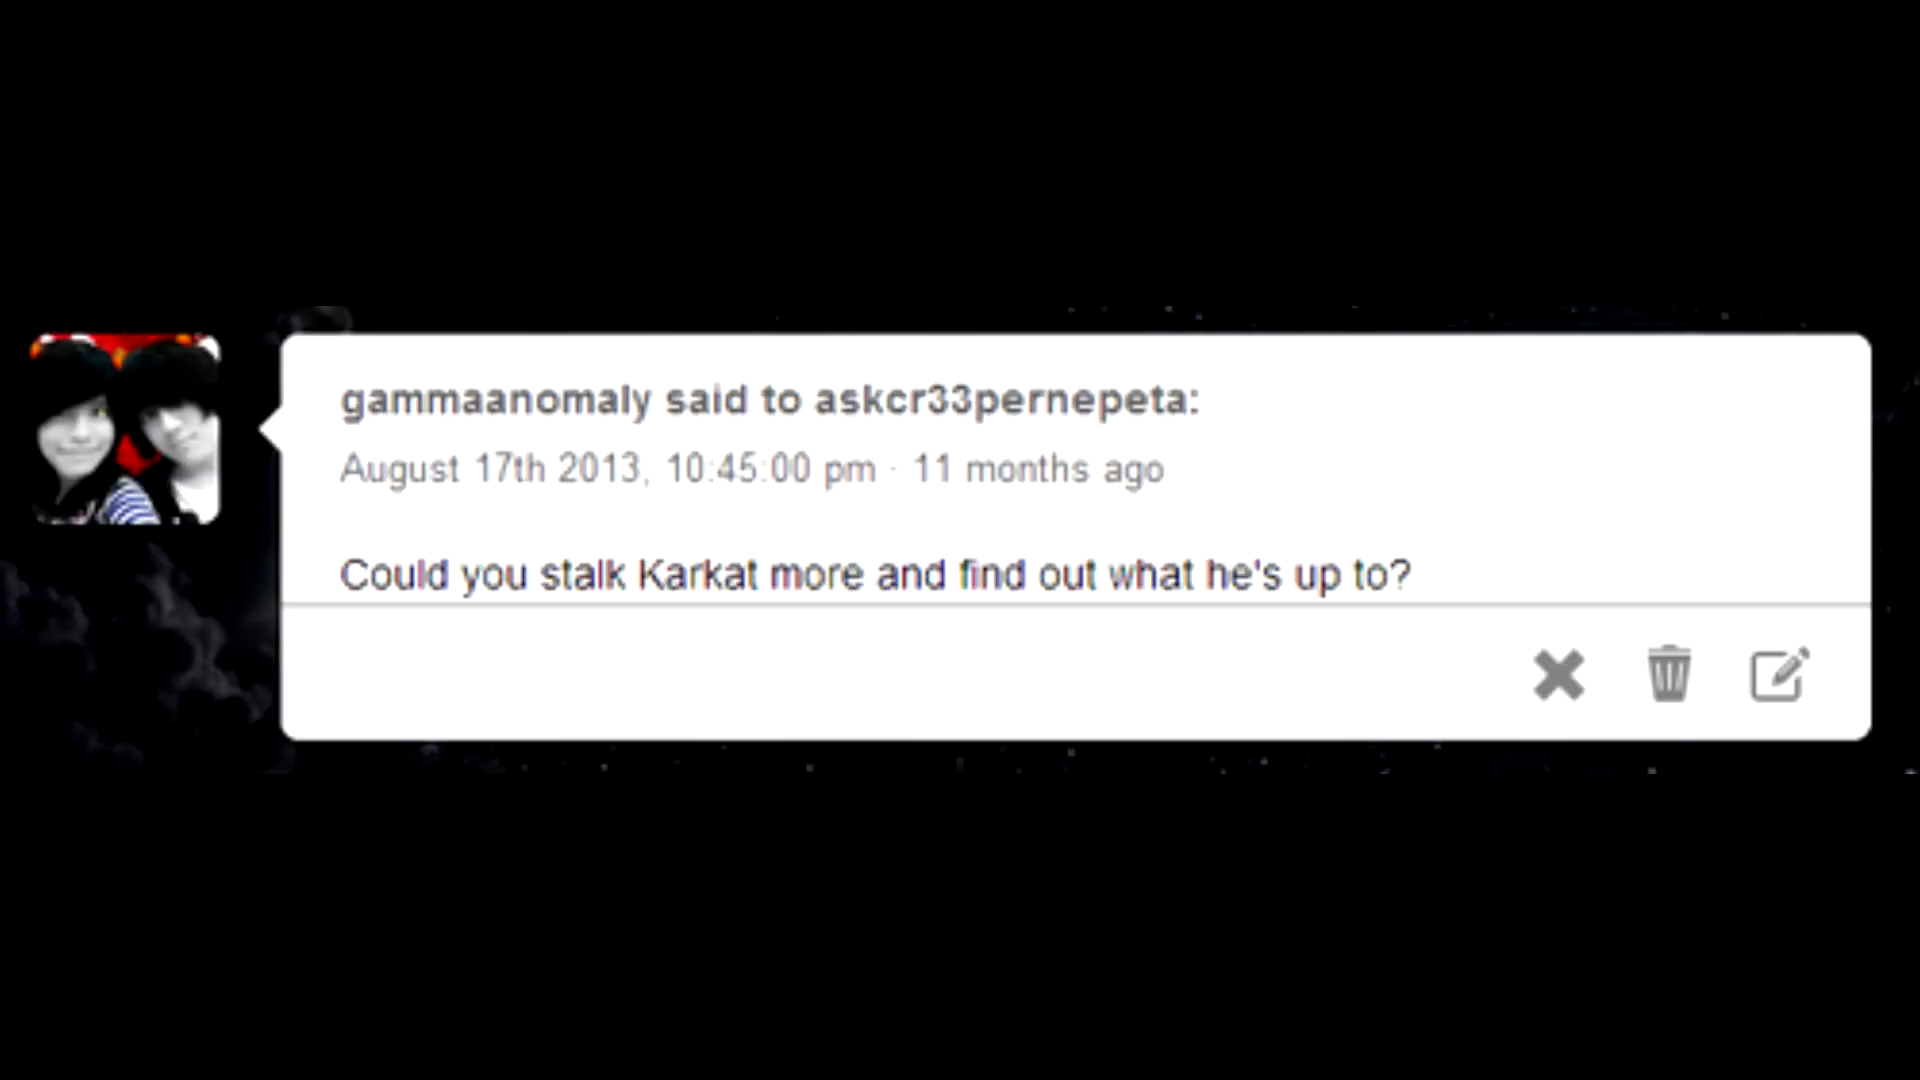 gammaanomaly said to askcr33pernepeta:
August 17th 2013, 10:45:00 pm · 11 months ago
Could you stalk Karkat more and find out what he's up to?